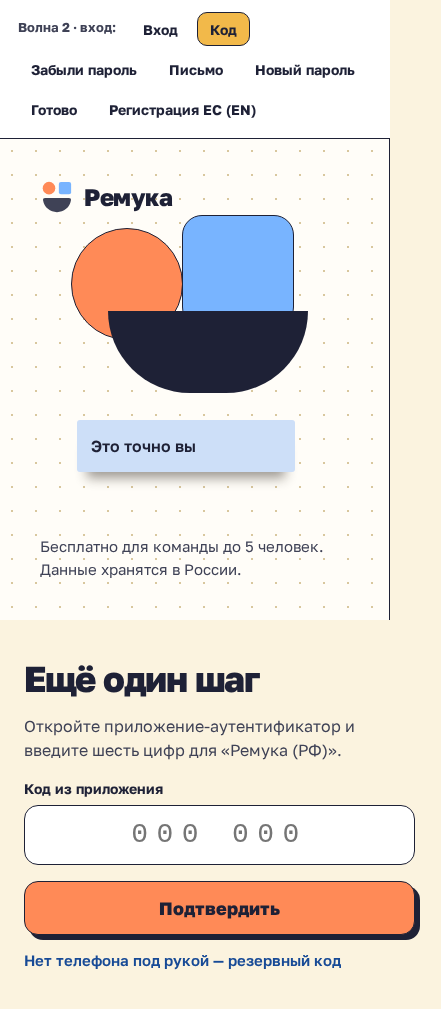 Волна 2 · вход: Вход Код
Забыли пароль Письмо Новый пароль
Готово Регистрация ЕС (EN)
Ремука
Это точно вы
Бесплатно для команды до 5 человек.
Данные хранятся в России.
Ещё один шаг
Откройте приложение-аутентификатор и
введите шесть цифр для «Ремука (РФ)».
Код из приложения
000 000
Подтвердить
Нет телефона под рукой — резервный код